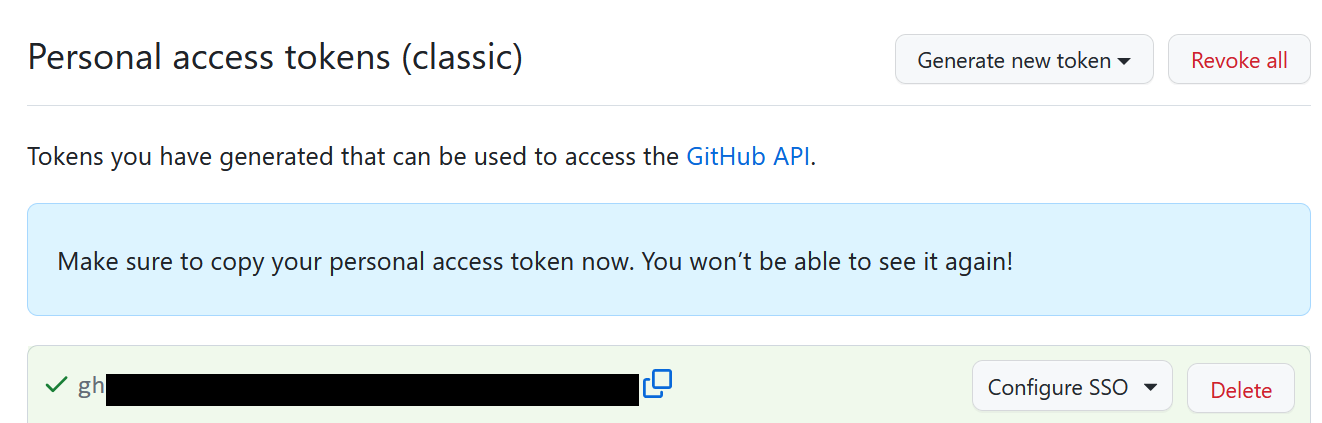 Personal access tokens (classic)
Generate new token
Revoke all
Tokens you have generated that can be used to access the GitHub API.
Make sure to copy your personal access token now. You won’t be able to see it again!
gh
Configure SSO
Delete